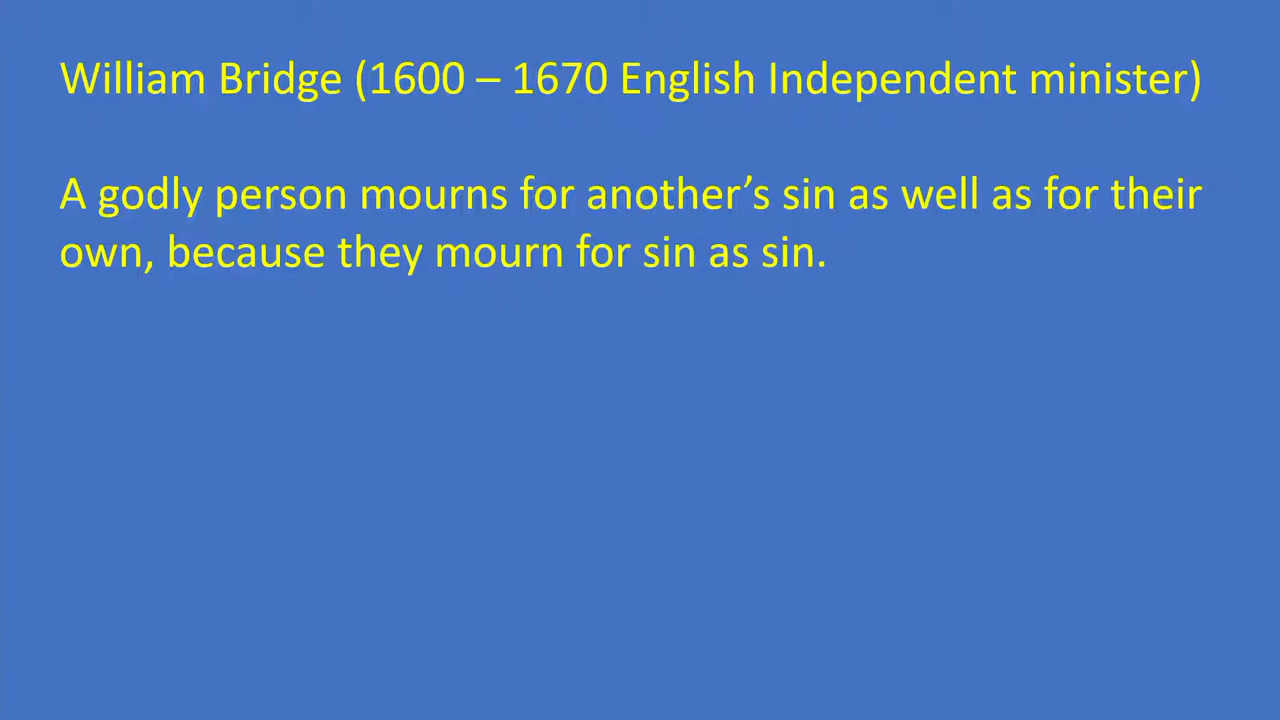 William Bridge (1600 – 1670 English Independent minister)
A godly person mourns for another’s sin as well as for their
own, because they mourn for sin as sin.